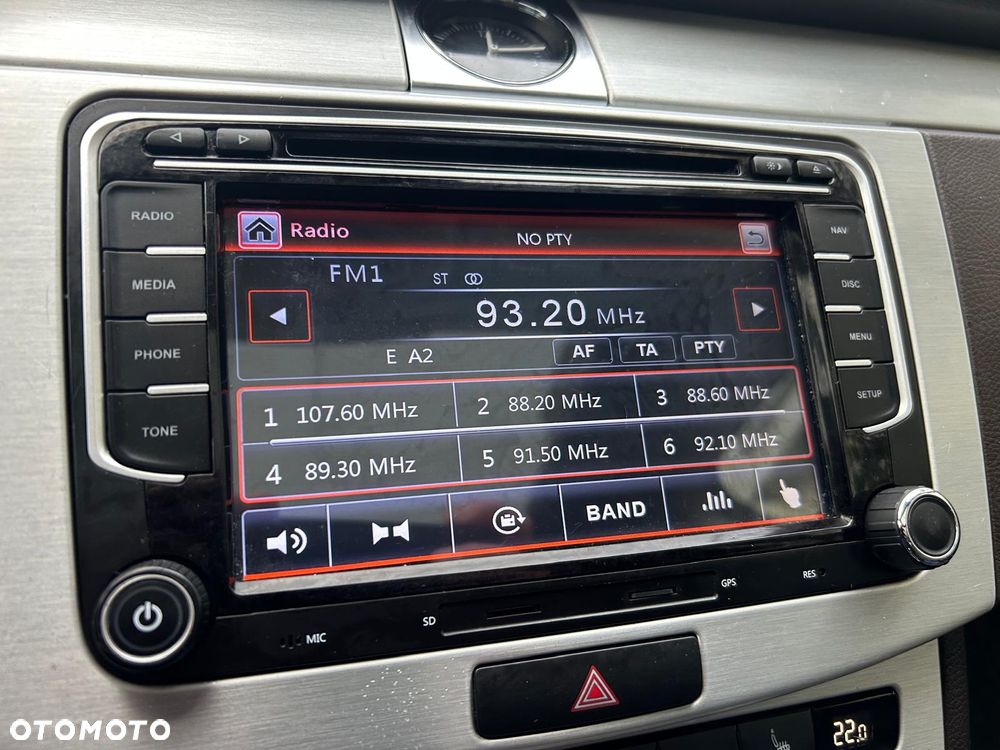 RADIO
MEDIA
PHONE
TONE
Radio
NO PTY
FM1 ST
93.20 MHz
E A2 AF TA PTY
1 107.60 MHz 2 88.20 MHz 3 88.60 MHz
4 89.30 MHz 5 91.50 MHz 6 92.10 MHz
BAND
NAV
DISC
MENU
SETUP
MIC SD GPS RES
22.0
OTOMOTO